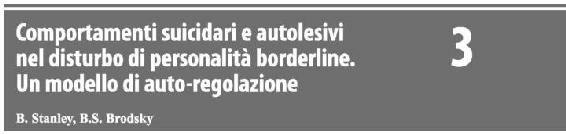 Comportamenti suicidari e autolesivi
nel disturbo di personalità borderline.
Un modello di auto-regolazione
3
B. Stanley, B.S. Brodsky